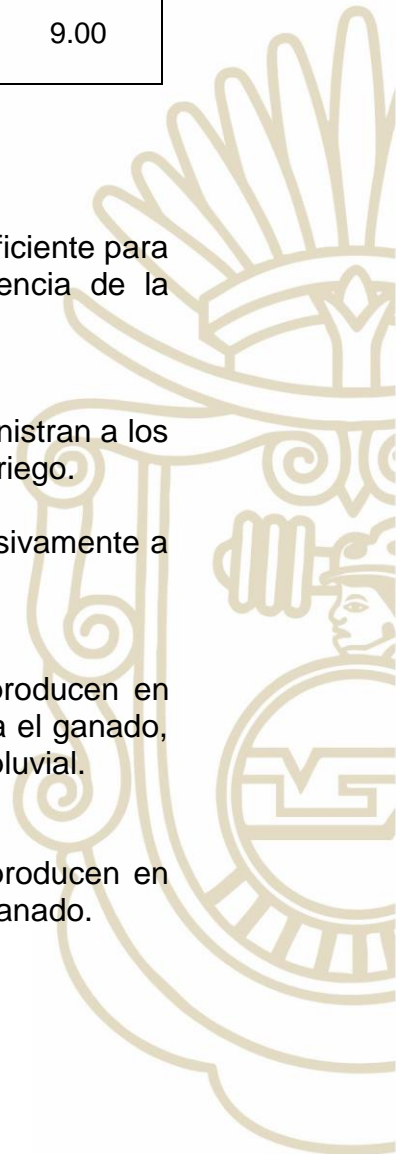 9.00
ficiente para
encia de la
nistran a los
riego.
sivamente a
producen en
a el ganado,
pluvial.
producen en
anado.